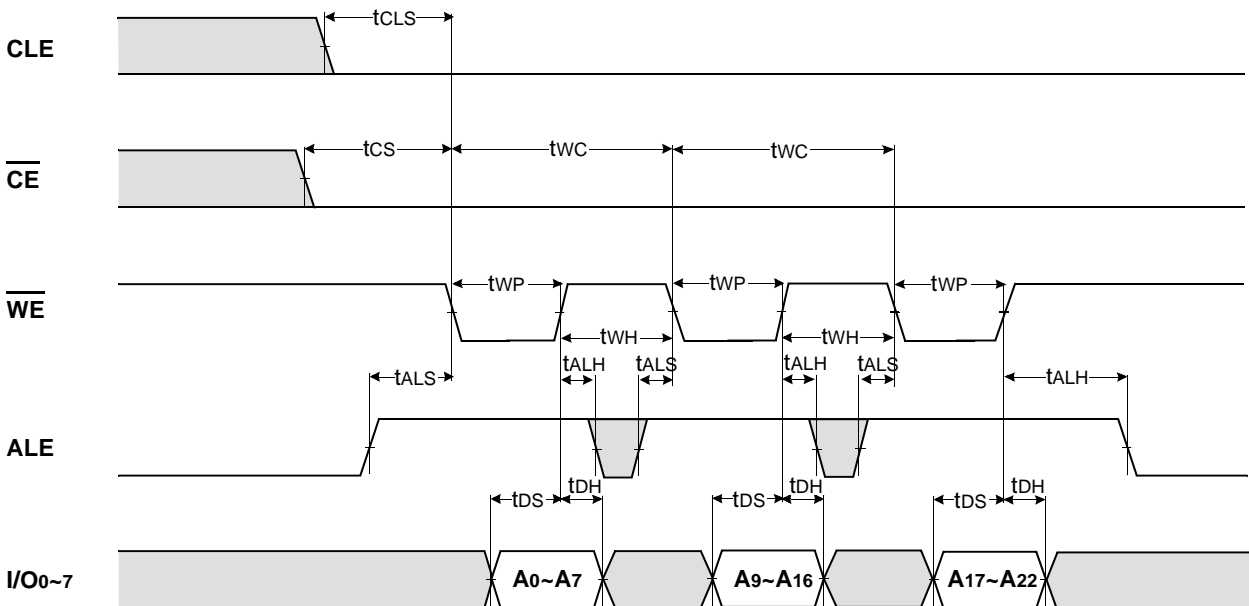 tCLS
CLE
tCS tWC tWC
CE
tWP tWP tWP
WE
tWH tWH
tALH tALS tALH tALS
tALS tALH
ALE
tDS tDH tDS tDH tDS tDH
I/O0~7 A0~A7 A9~A16 A17~A22